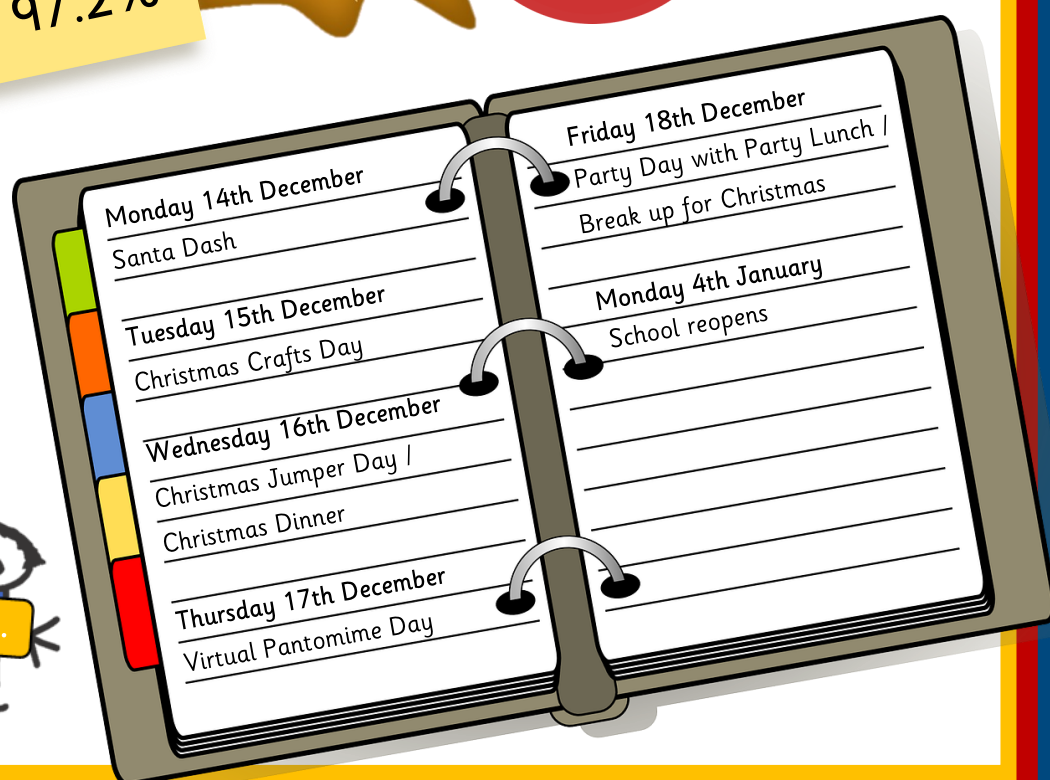 97.2%
Monday 14th December
Santa Dash
Tuesday 15th December
Christmas Crafts Day
Wednesday 16th December
Christmas Jumper Day /
Christmas Dinner
Thursday 17th December
Virtual Pantomime Day
Friday 18th December
Party Day with Party Lunch /
Break up for Christmas
Monday 4th January
School reopens